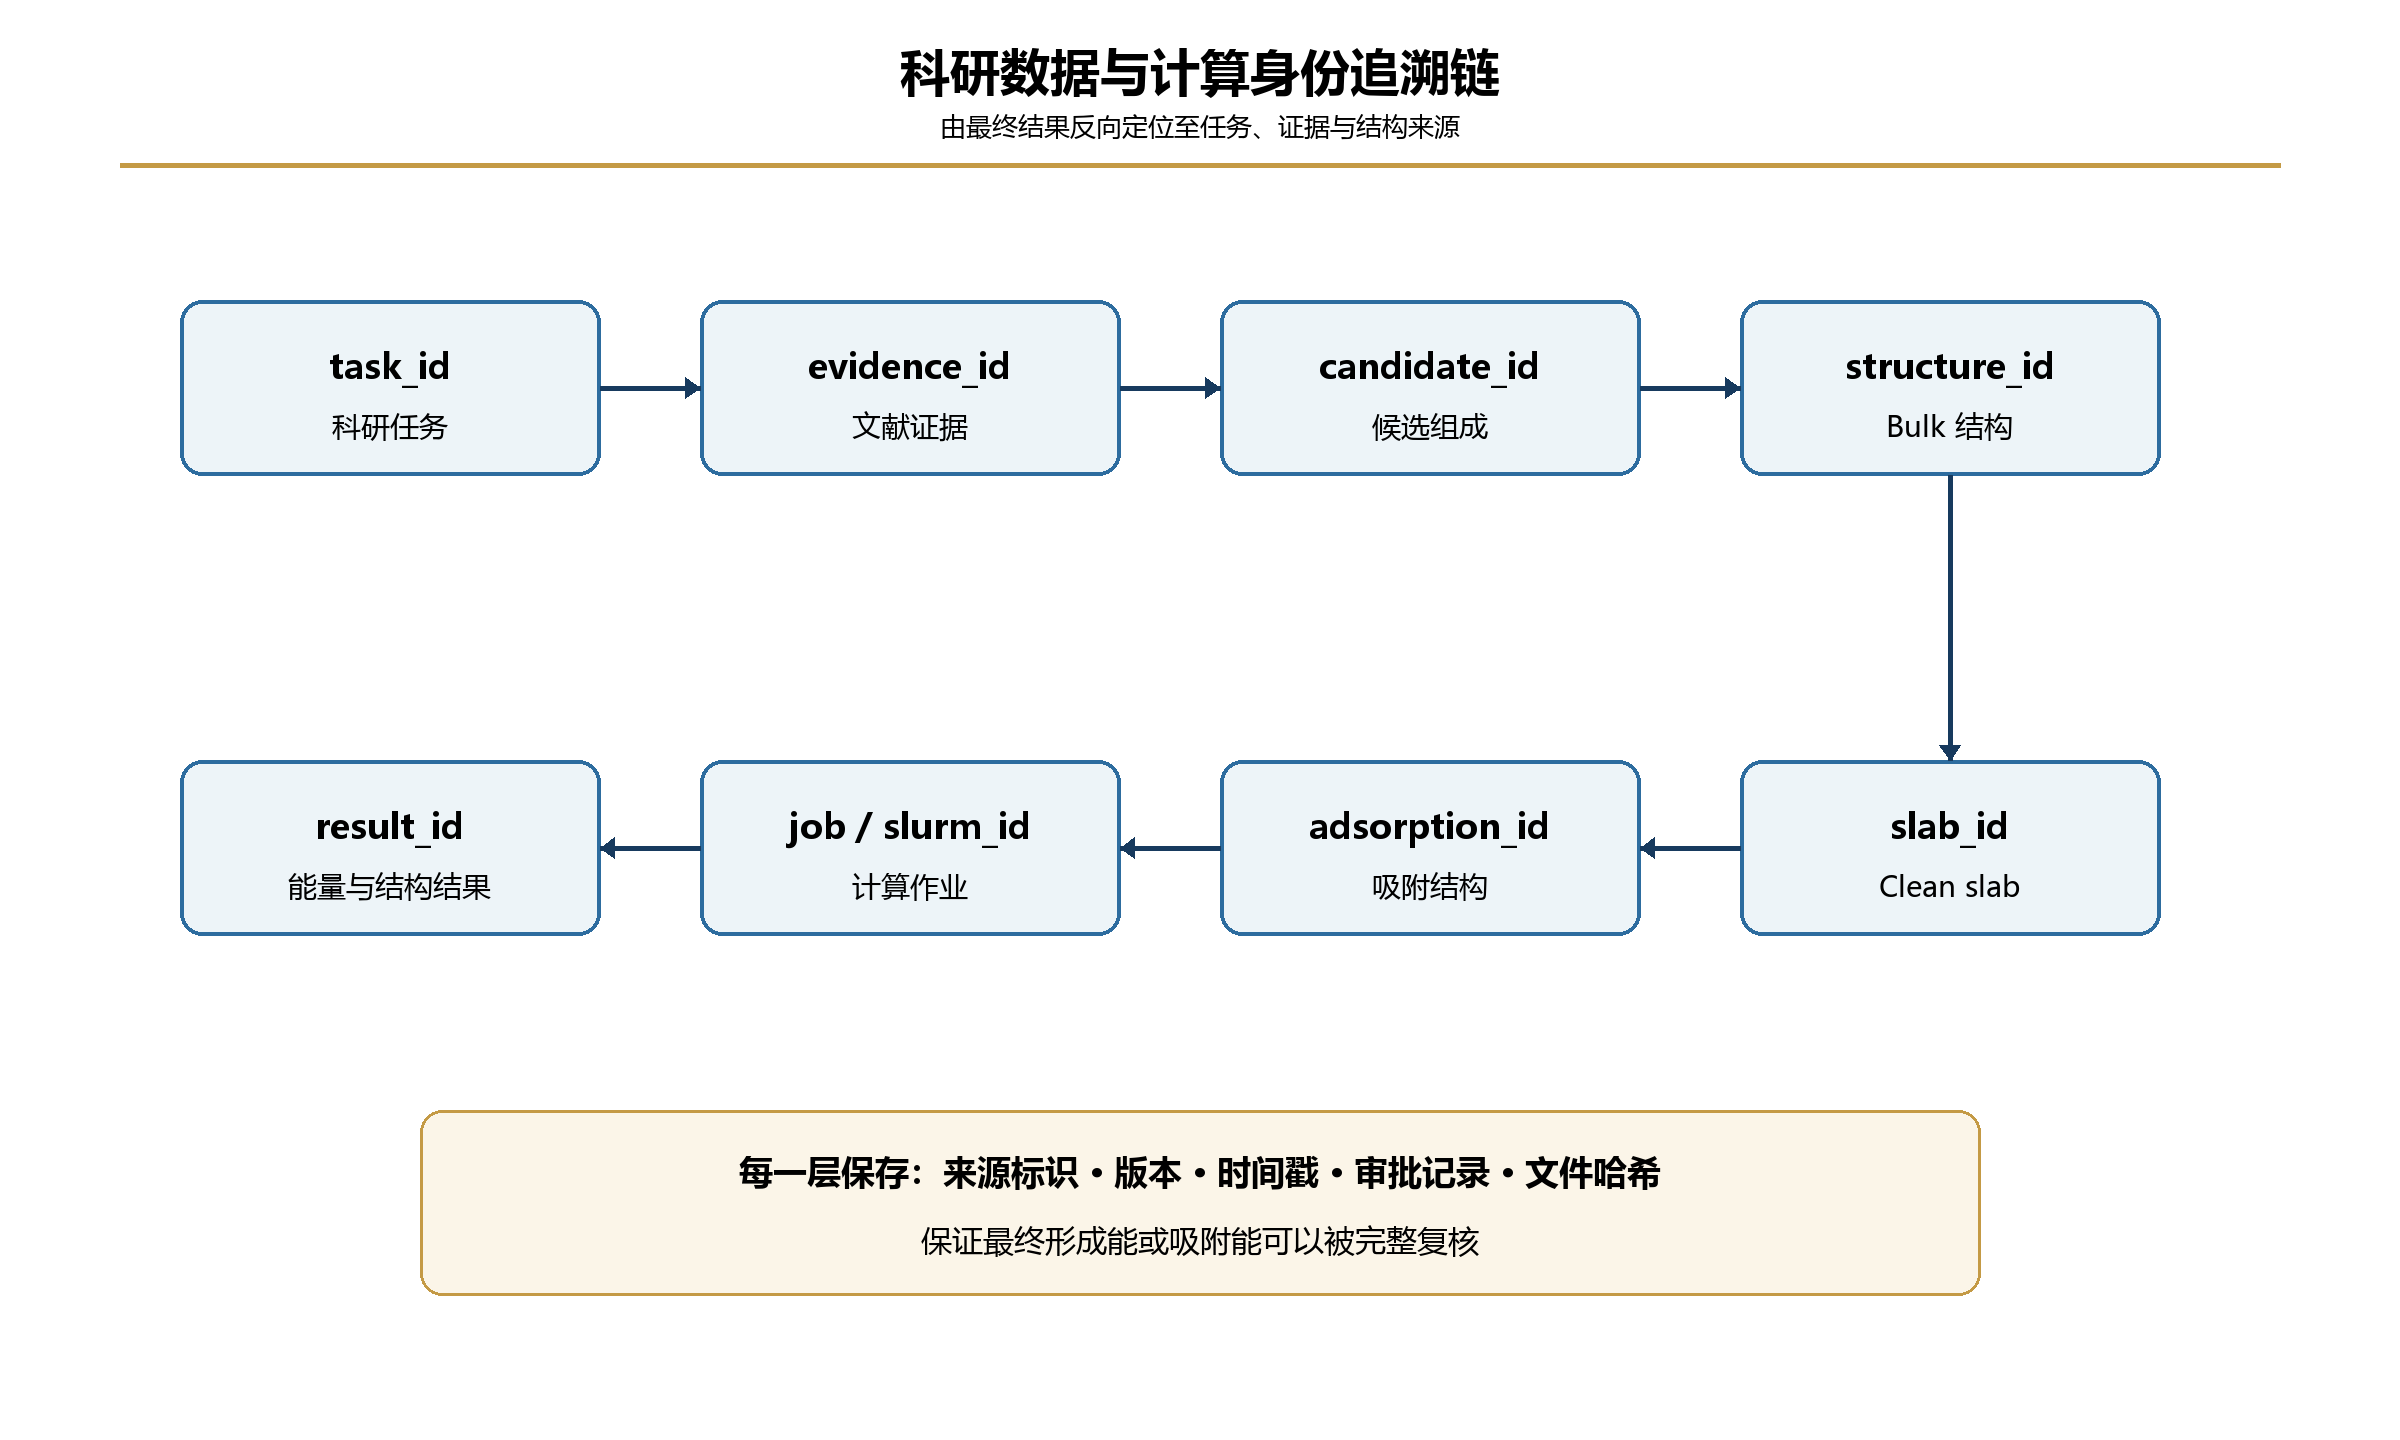 科研数据与计算身份追溯链
由最终结果反向定位至任务、证据与结构来源
task_id
科研任务
evidence_id
文献证据
candidate_id
候选组成
structure_id
Bulk 结构
result_id
能量与结构结果
job / slurm_id
计算作业
adsorption_id
吸附结构
slab_id
Clean slab
每一层保存：来源标识 • 版本 • 时间戳 • 审批记录 • 文件哈希
保证最终形成能或吸附能可以被完整复核